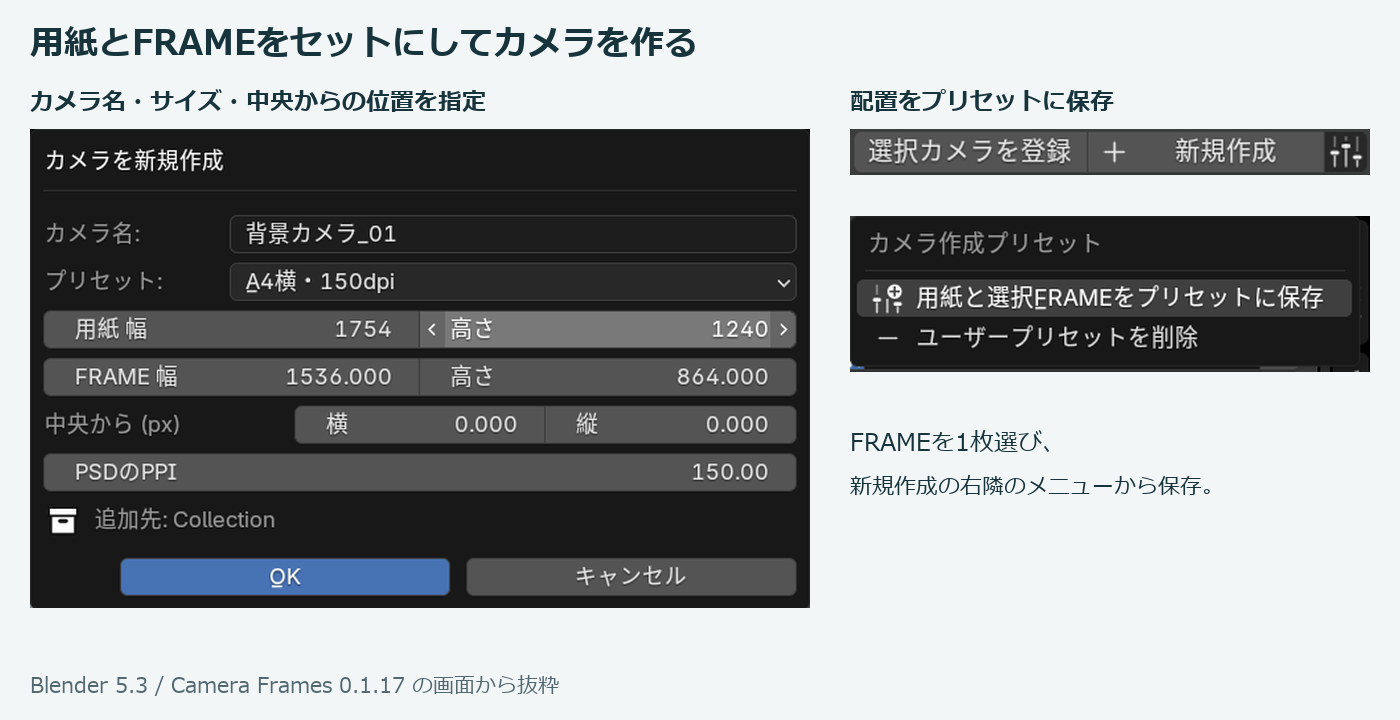 用紙とFRAMEをセットにしてカメラを作る
カメラ名・サイズ・中央からの位置を指定
カメラを新規作成
カメラ名: 背景カメラ_01
プリセット: A4横・150dpi
用紙 幅 1754 高さ 1240
FRAME 幅 1536.000 高さ 864.000
中央から (px) 横 0.000 縦 0.000
PSDのPPI 150.00
追加先: Collection
OK キャンセル
配置をプリセットに保存
選択カメラを登録 + 新規作成
カメラ作成プリセット
用紙と選択FRAMEをプリセットに保存
ユーザープリセットを削除
FRAMEを1枚選び、
新規作成の右隣のメニューから保存。
Blender 5.3 / Camera Frames 0.1.17 の画面から抜粋